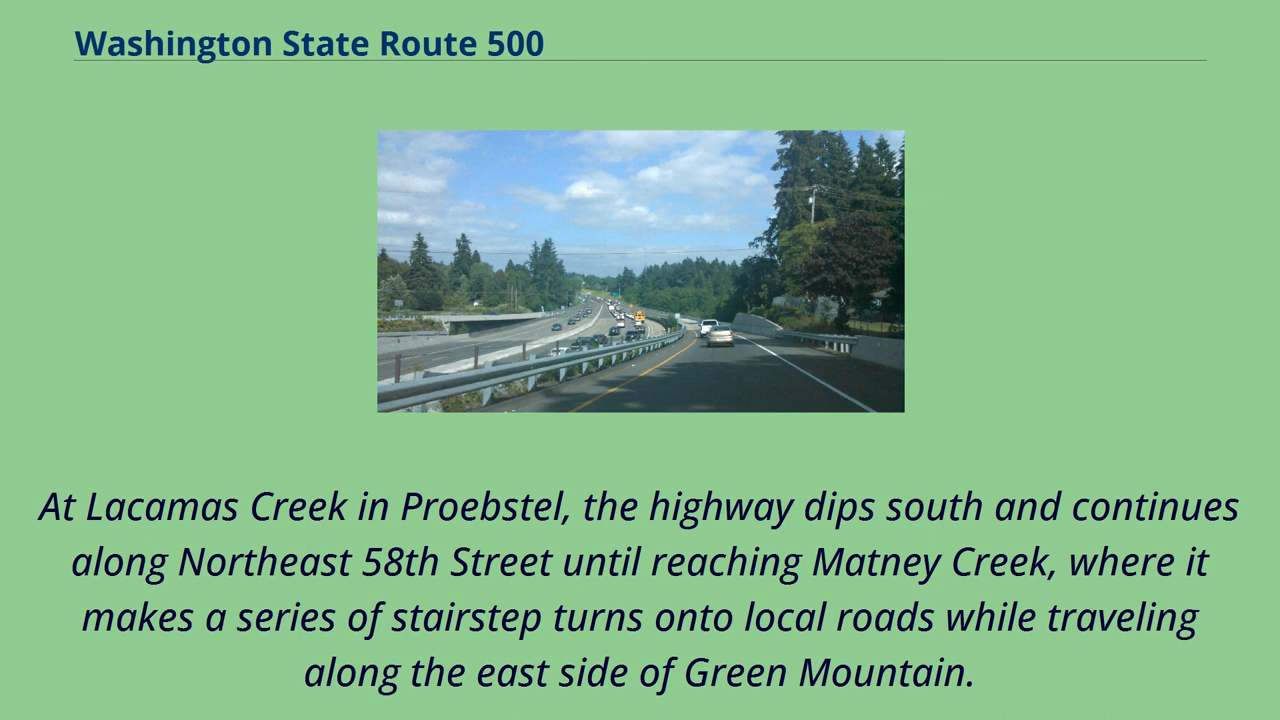 Washington State Route 500
At Lacamas Creek in Proebstel, the highway dips south and continues
along Northeast 58th Street until reaching Matney Creek, where it
makes a series of stairstep turns onto local roads while traveling
along the east side of Green Mountain.